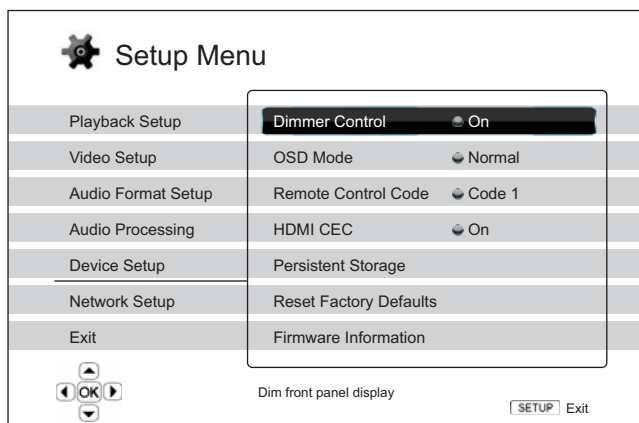 Setup Menu
Playback Setup
Video Setup
Audio Format Setup
Audio Processing
Device Setup
Network Setup
Exit
Dimmer Control On
OSD Mode Normal
Remote Control Code Code 1
HDMI CEC On
Persistent Storage
Reset Factory Defaults
Firmware Information
OK
Dim front panel display
SETUP Exit